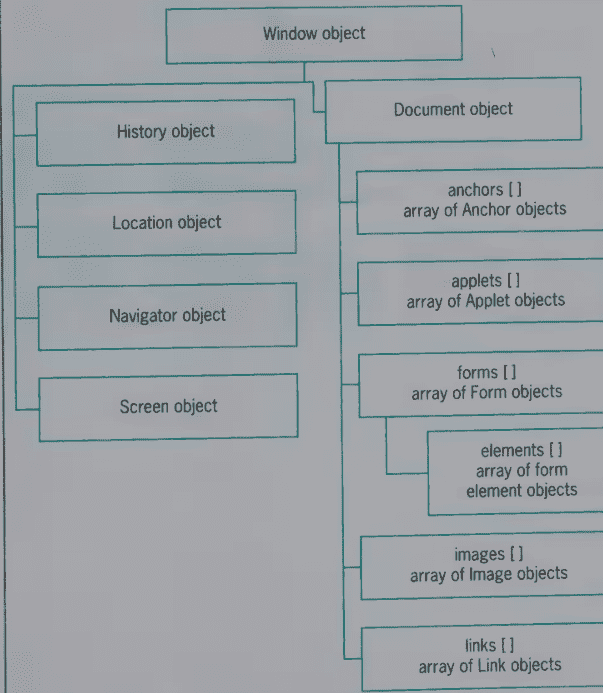 Window object
History object
Location object
Navigator object
Screen object
Document object
anchors [ ]
array of Anchor objects
applets [ ]
array of Applet objects
forms [ ]
array of Form objects
elements [ ]
array of form
element objects
images [ ]
array of Image objects
links [ ]
array of Link objects